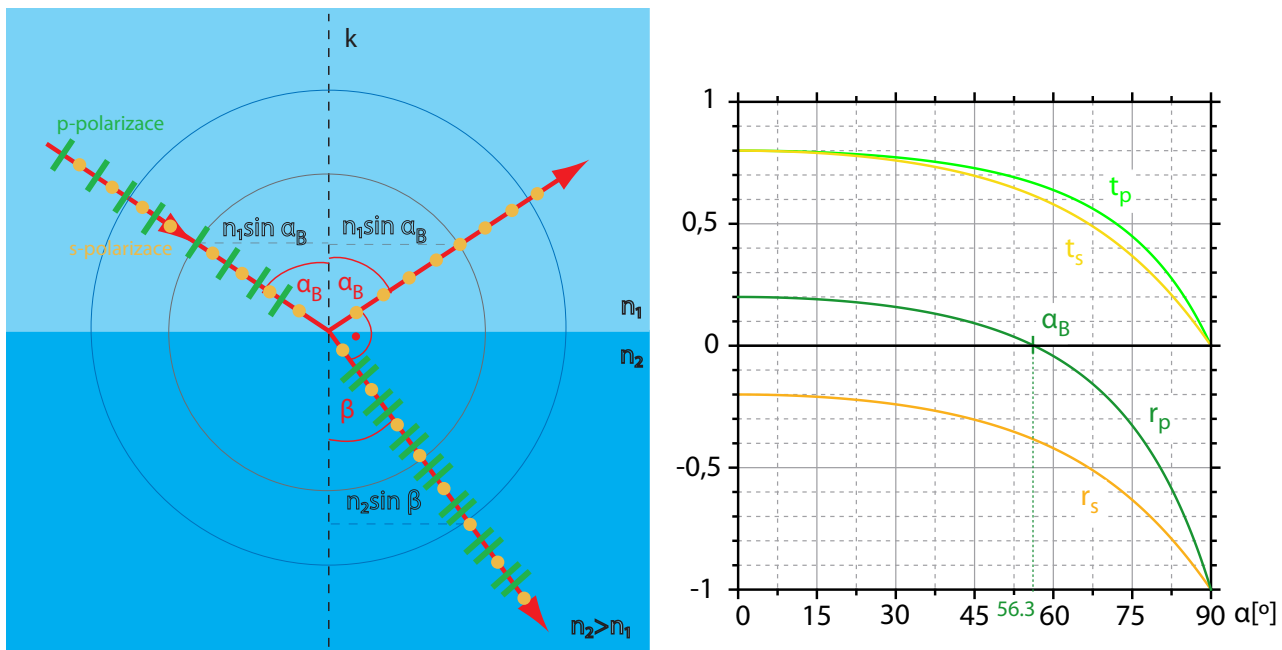 k
p-polarizace
n₁sin α_B
n₁sin α_B
s-polarizace
α_B
α_B
n₁
n₂
β
n₂sin β
n₂>n₁
1
0,5
0
-0,5
-1
t_p
t_s
α_B
r_p
r_s
0
15
30
45
56.3
60
75
90
α[º]